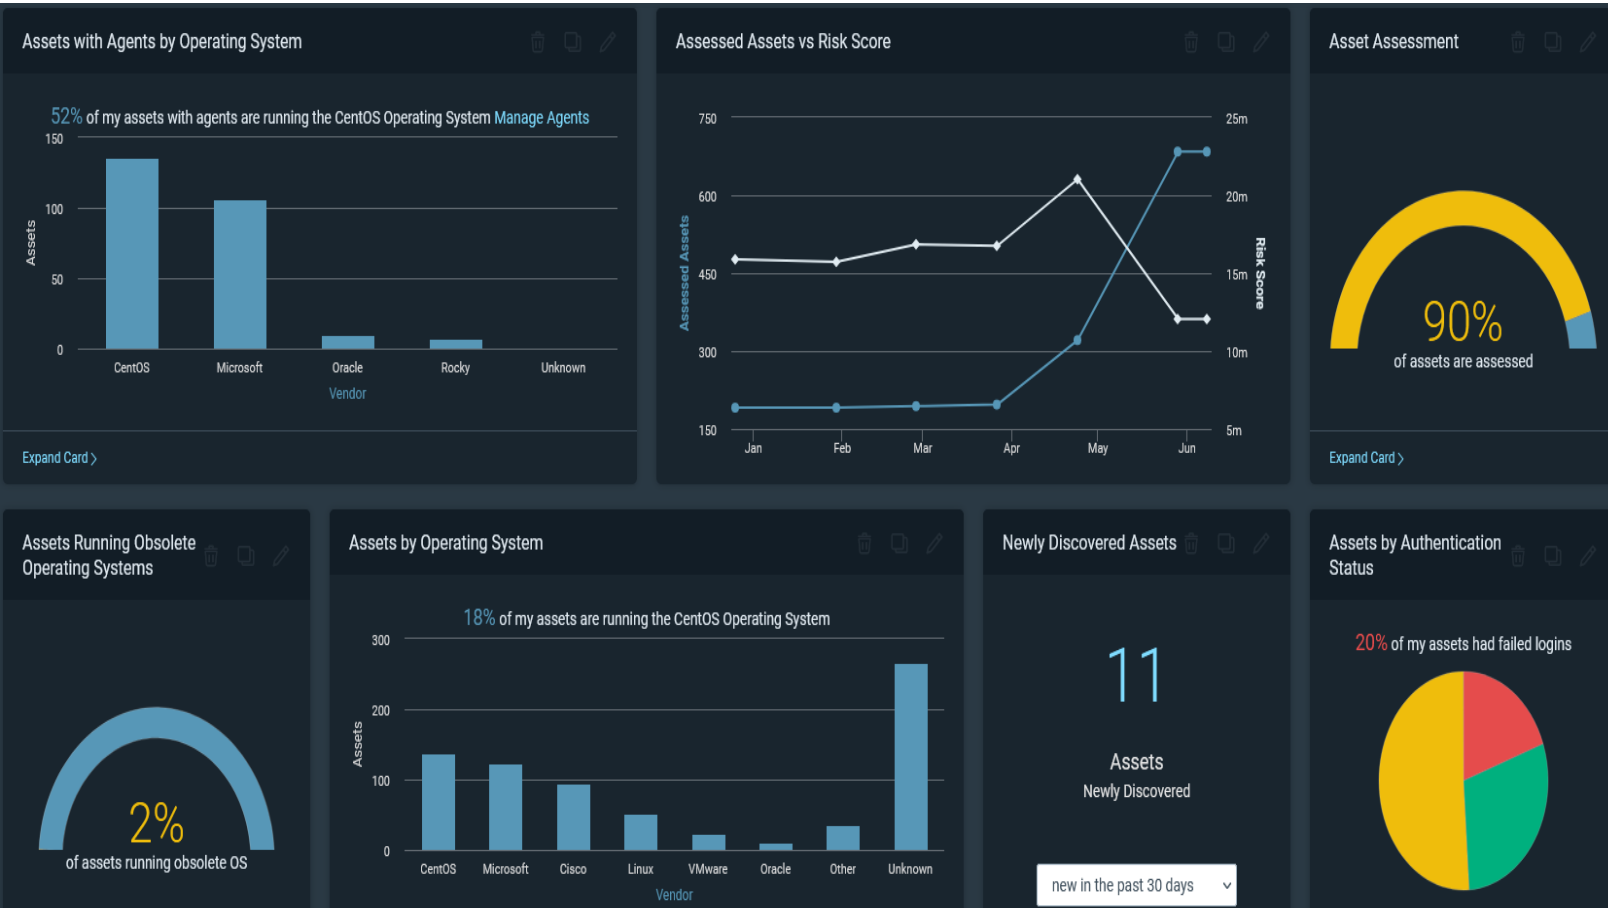 Assets with Agents by Operating System
52% of my assets with agents are running the CentOS Operating System Manage Agents
150
100
50
0
Assets
CentOS Microsoft Oracle Rocky Unknown
Vendor
Expand Card >
Assessed Assets vs Risk Score
750
600
450
300
150
Assessed Assets
25m
20m
15m
10m
5m
Risk Score
Jan Feb Mar Apr May Jun
Asset Assessment
90%
of assets are assessed
Expand Card >
Assets Running Obsolete
Operating Systems
2%
of assets running obsolete OS
Assets by Operating System
18% of my assets are running the CentOS Operating System
300
200
100
0
Assets
CentOS Microsoft Cisco Linux VMware Oracle Other Unknown
Vendor
Newly Discovered Assets
11
Assets
Newly Discovered
new in the past 30 days
Assets by Authentication
Status
20% of my assets had failed logins